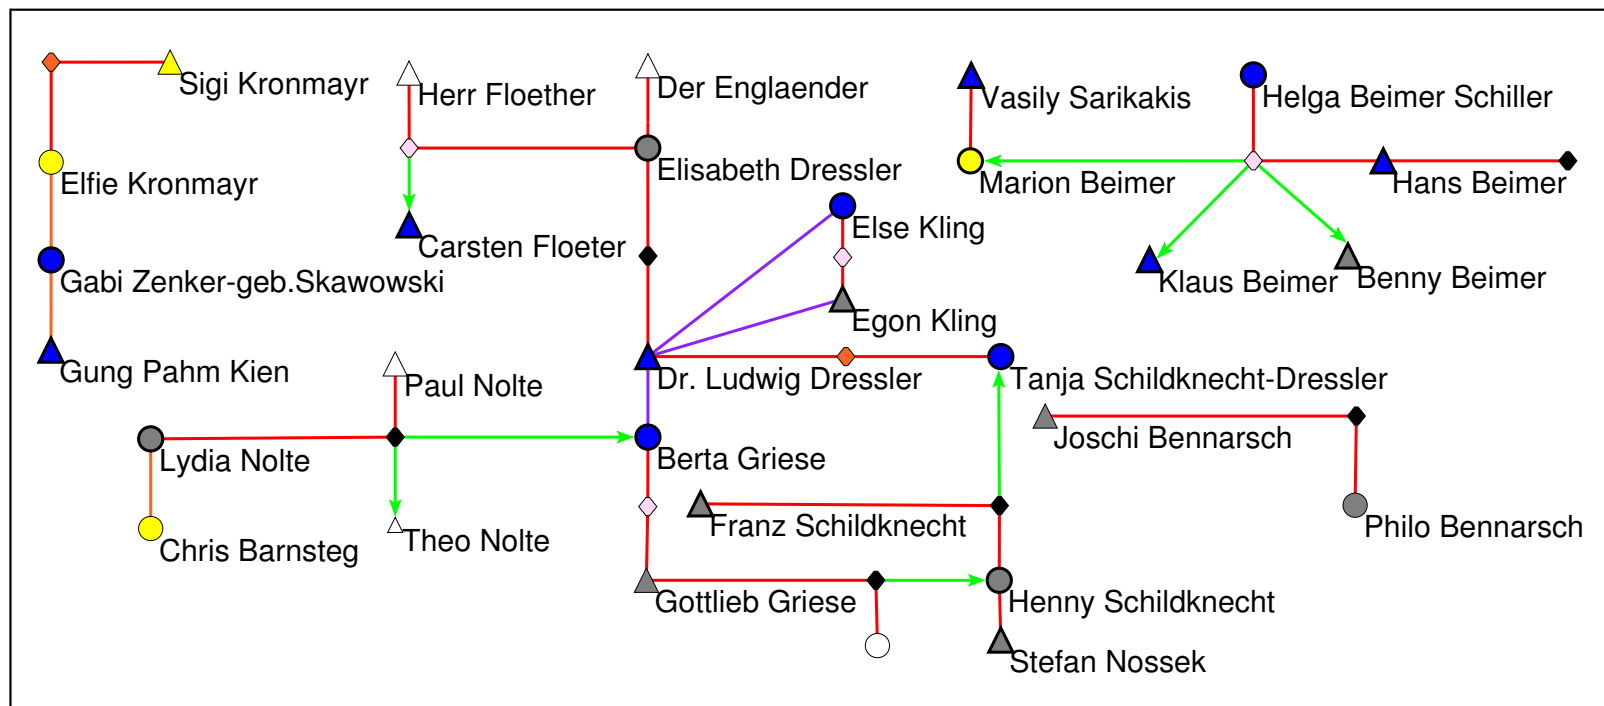 Sigi Kronmayr
Herr Floether
Der Englaender
Vasily Sarikakis
Helga Beimer Schiller
Elfie Kronmayr
Elisabeth Dressler
Marion Beimer
Hans Beimer
Carsten Floeter
Else Kling
Gabi Zenker-geb.Skawowski
Klaus Beimer
Benny Beimer
Egon Kling
Gung Pahm Kien
Paul Nolte
Dr. Ludwig Dressler
Tanja Schildknecht-Dressler
Joschi Bennarsch
Lydia Nolte
Berta Griese
Franz Schildknecht
Philo Bennarsch
Chris Barnsteg
Theo Nolte
Gottlieb Griese
Henny Schildknecht
Stefan Nossek